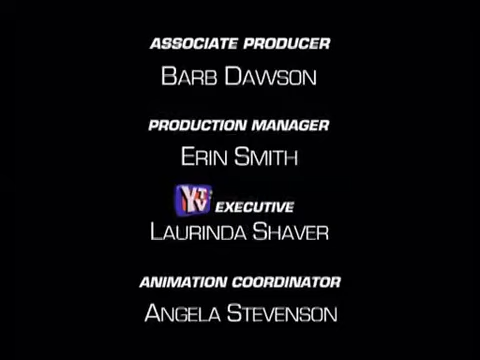 ASSOCIATE PRODUCER
BARB DAWSON
PRODUCTION MANAGER
ERIN SMITH
YTV EXECUTIVE
LAURINDA SHAVER
ANIMATION COORDINATOR
ANGELA STEVENSON